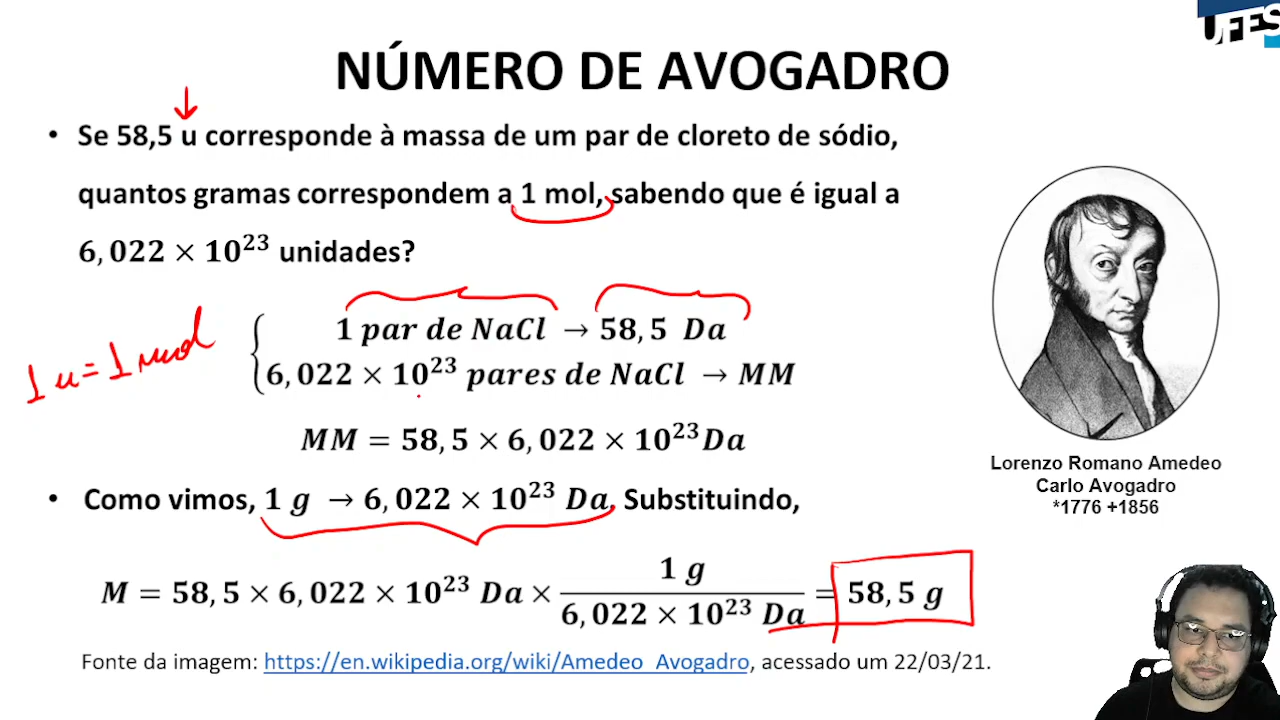 UFES
NÚMERO DE AVOGADRO
• Se 58,5 u corresponde à massa de um par de cloreto de sódio,
quantos gramas correspondem a 1 mol, sabendo que é igual a
6,022 × 10²³ unidades?
1 par de NaCl → 58,5 Da
6,022 × 10²³ pares de NaCl → MM
1 u = 1 mol
MM = 58,5 × 6,022 × 10²³ Da
• Como vimos, 1 g → 6,022 × 10²³ Da. Substituindo,
M = 58,5 × 6,022 × 10²³ Da × 1 g / 6,022 × 10²³ Da = 58,5 g
Fonte da imagem: https://en.wikipedia.org/wiki/Amedeo_Avogadro, acessado um 22/03/21.
Lorenzo Romano Amedeo
Carlo Avogadro
*1776 +1856